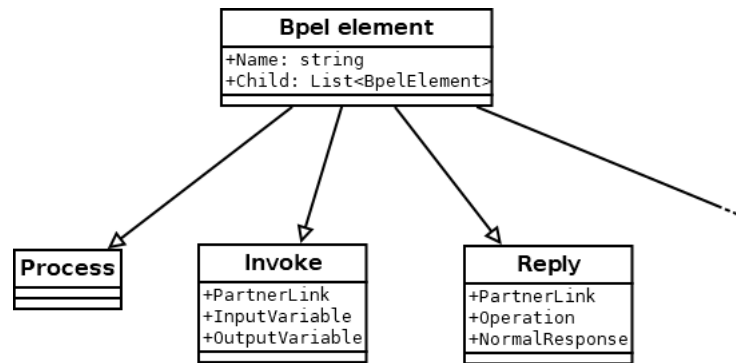 Bpel element
+Name: string
+Child: List<BpelElement>
Process
Invoke
+PartnerLink
+InputVariable
+OutputVariable
Reply
+PartnerLink
+Operation
+NormalResponse